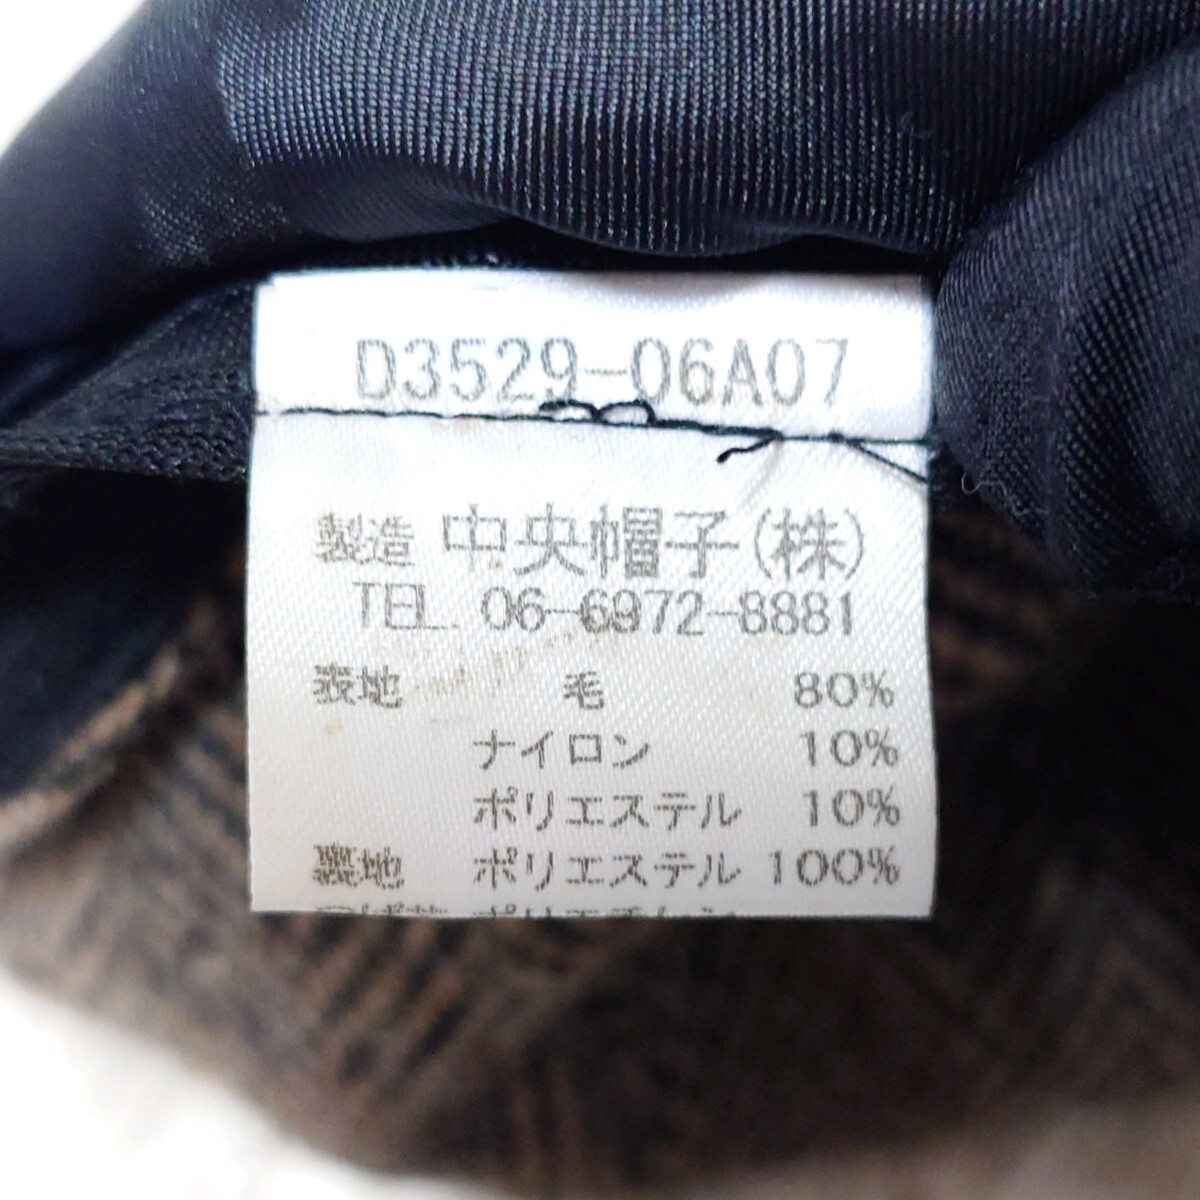 D3529-06A07
製造 中央帽子(株)
TEL 06-6972-8881
表地 毛 80%
ナイロン 10%
ポリエステル 10%
裏地 ポリエステル 100%